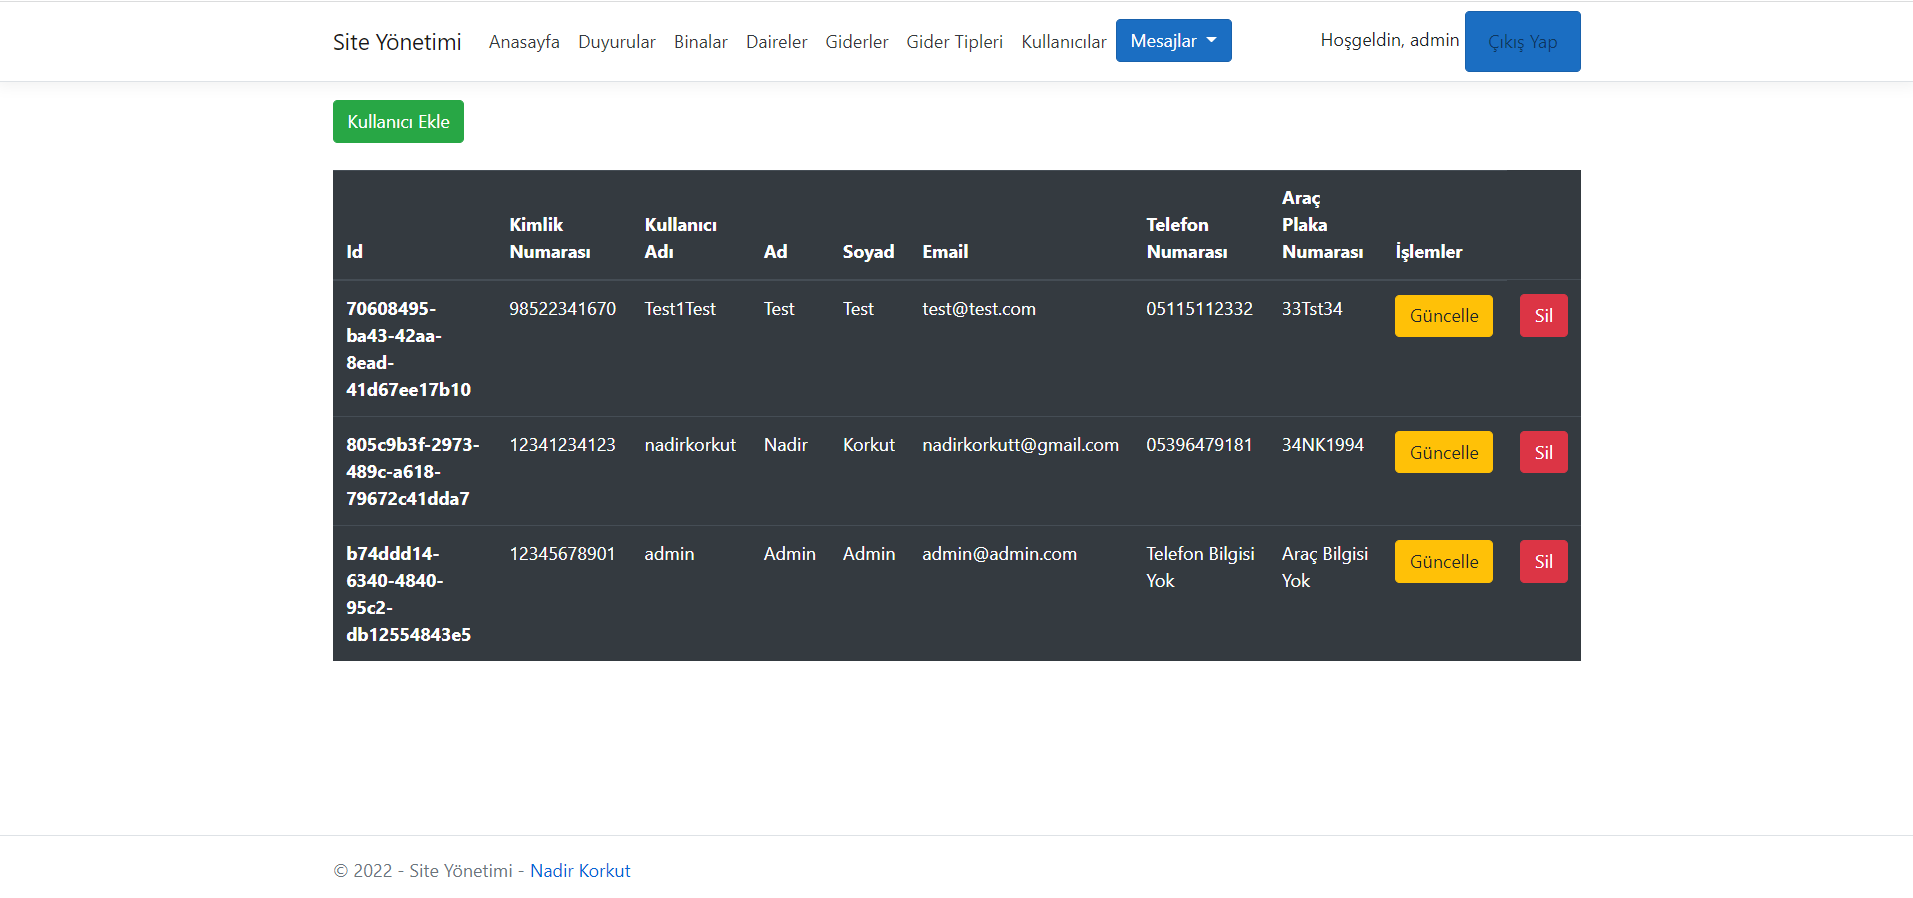 Site Yönetimi Anasayfa Duyurular Binalar Daireler Giderler Gider Tipleri Kullanıcılar Mesajlar Hoşgeldin, admin Çıkış Yap
Kullanıcı Ekle
Id Kimlik Numarası Kullanıcı Adı Ad Soyad Email Telefon Numarası Araç Plaka Numarası İşlemler
70608495-ba43-42aa-8ead-41d67ee17b10 98522341670 Test1Test Test Test test@test.com 05115112332 33Tst34 Güncelle Sil
805c9b3f-2973-489c-a618-79672c41dda7 12341234123 nadirkorkut Nadir Korkut nadirkorkutt@gmail.com 05396479181 34NK1994 Güncelle Sil
b74ddd14-6340-4840-95c2-db12554843e5 12345678901 admin Admin Admin admin@admin.com Telefon Bilgisi Yok Araç Bilgisi Yok Güncelle Sil
© 2022 - Site Yönetimi - Nadir Korkut